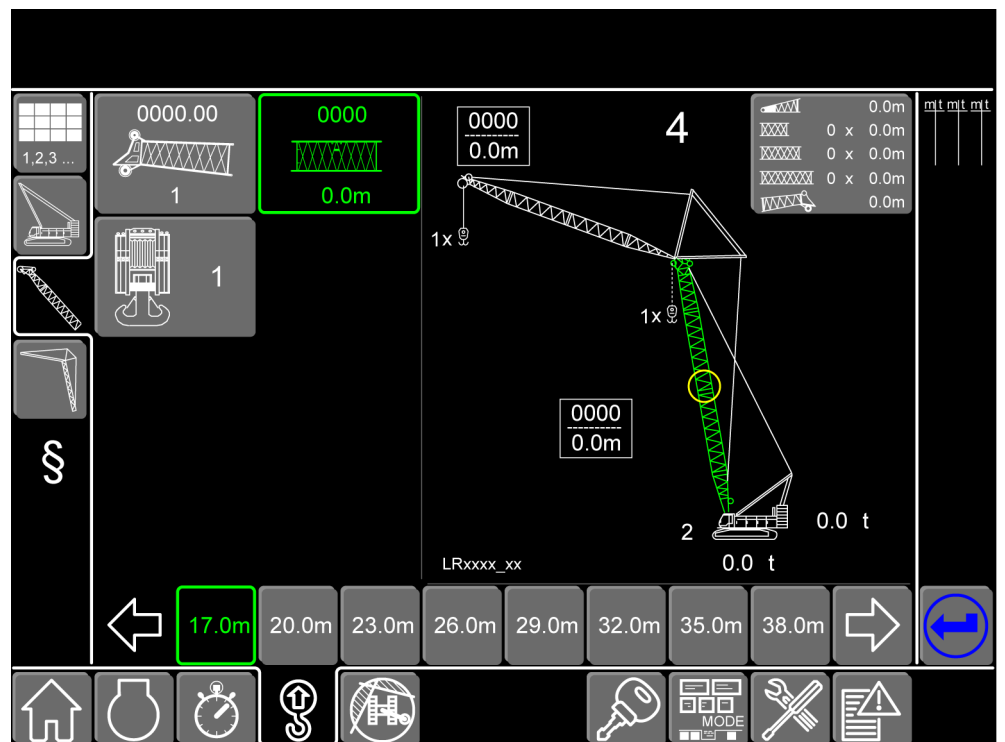 1,2,3 ...
0000.00
1
0000
0.0m
1
§
0000
0.0m
4
0.0m
0 x 0.0m
0 x 0.0m
0 x 0.0m
0.0m
m|t m|t m|t
1x
1x
0000
0.0m
2
0.0 t
0.0 t
LRxxxx_xx
17.0m 20.0m 23.0m 26.0m 29.0m 32.0m 35.0m 38.0m
MODE